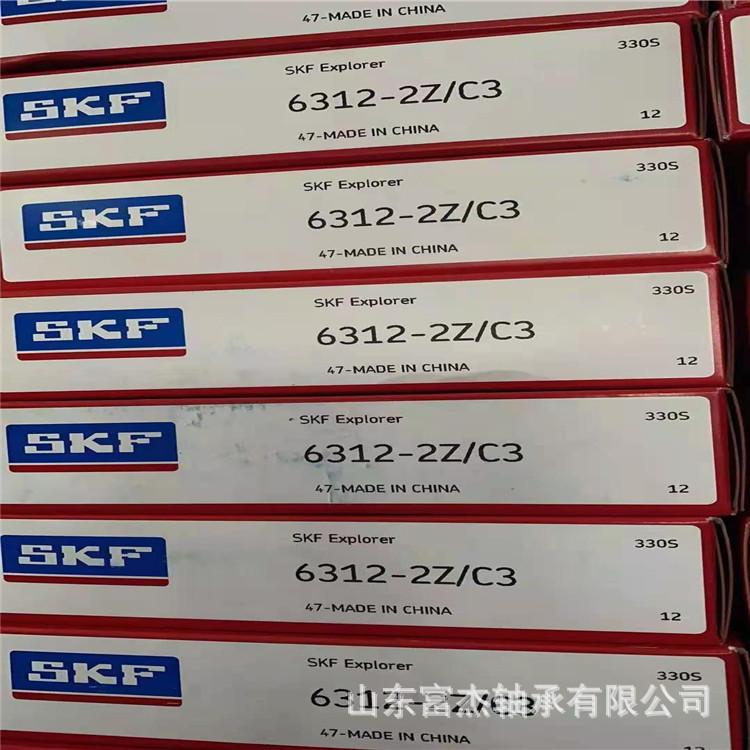 47-MADE IN CHINA
330S
SKF Explorer
SKF
6312-2Z/C3
12
47-MADE IN CHINA
330S
SKF Explorer
SKF
6312-2Z/C3
12
47-MADE IN CHINA
330S
SKF Explorer
SKF
6312-2Z/C3
12
47-MADE IN CHINA
330S
SKF Explorer
SKF
6312-2Z/C3
12
47-MADE IN CHINA
330S
SKF Explorer
SKF
6312-2Z/C3
12
47-MADE IN CHINA
SKF Explorer
330S
SKF
6312-2Z/C3
山东富杰轴承有限公司
47-MADE IN CHINA
12